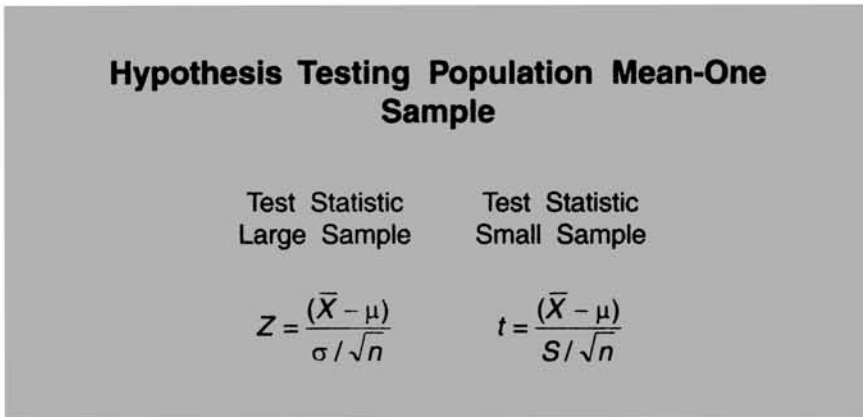 Hypothesis Testing Population Mean-One
Sample
Test Statistic
Large Sample
Test Statistic
Small Sample
Z = (X̅ – μ) / (σ / √n)
t = (X̅ – μ) / (S / √n)